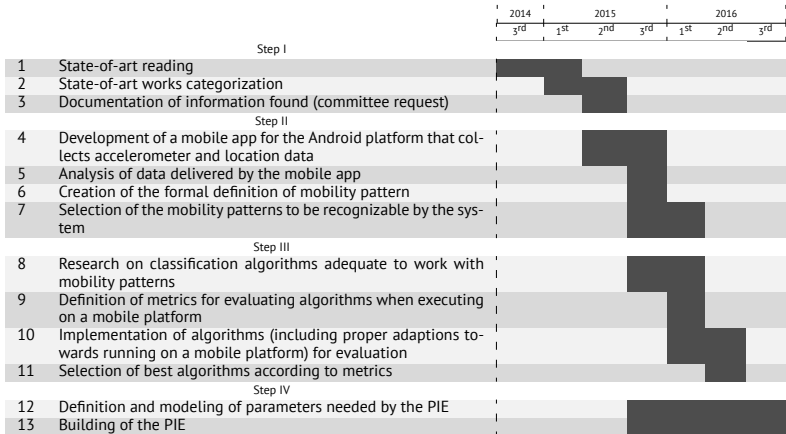 2014 2015 2016
3rd 1st 2nd 3rd 1st 2nd 3rd
Step I
1 State-of-art reading
2 State-of-art works categorization
3 Documentation of information found (committee request)
Step II
4 Development of a mobile app for the Android platform that col-
lects accelerometer and location data
5 Analysis of data delivered by the mobile app
6 Creation of the formal definition of mobility pattern
7 Selection of the mobility patterns to be recognizable by the sys-
tem
Step III
8 Research on classification algorithms adequate to work with
mobility patterns
9 Definition of metrics for evaluating algorithms when executing
on a mobile platform
10 Implementation of algorithms (including proper adaptions to-
wards running on a mobile platform) for evaluation
11 Selection of best algorithms according to metrics
Step IV
12 Definition and modeling of parameters needed by the PIE
13 Building of the PIE